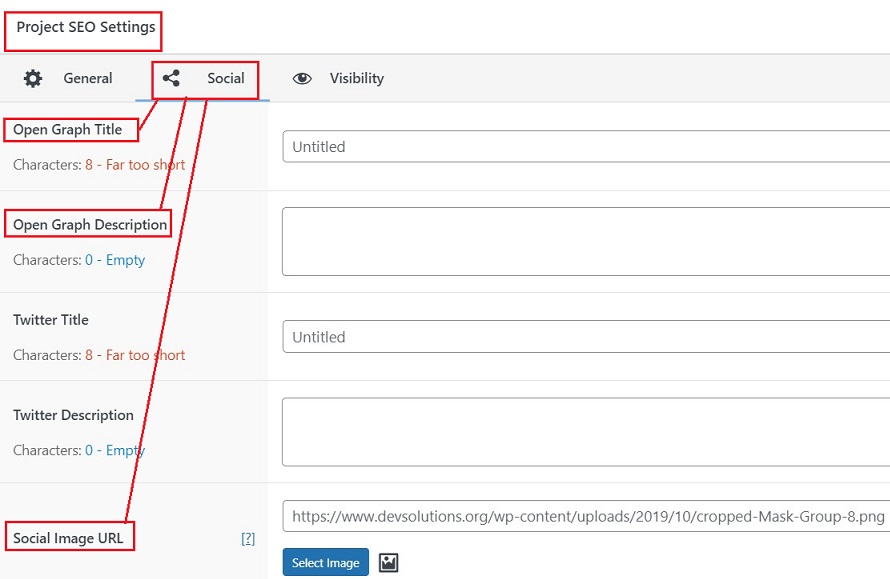 Project SEO Settings
General Social Visibility
Open Graph Title
Untitled
Characters: 8 - Far too short
Open Graph Description
Characters: 0 - Empty
Twitter Title
Untitled
Characters: 8 - Far too short
Twitter Description
Characters: 0 - Empty
Social Image URL [?]
https://www.devsolutions.org/wp-content/uploads/2019/10/cropped-Mask-Group-8.png
Select Image